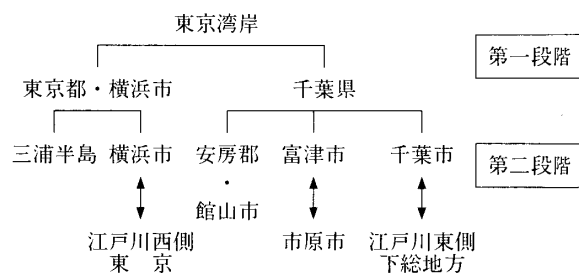 東京湾岸
第一段階
東京都・横浜市 千葉県
三浦半島 横浜市 安房郡・館山市 富津市 千葉市
第二段階
江戸川西側 市原市 江戸川東側
東 京 下総地方